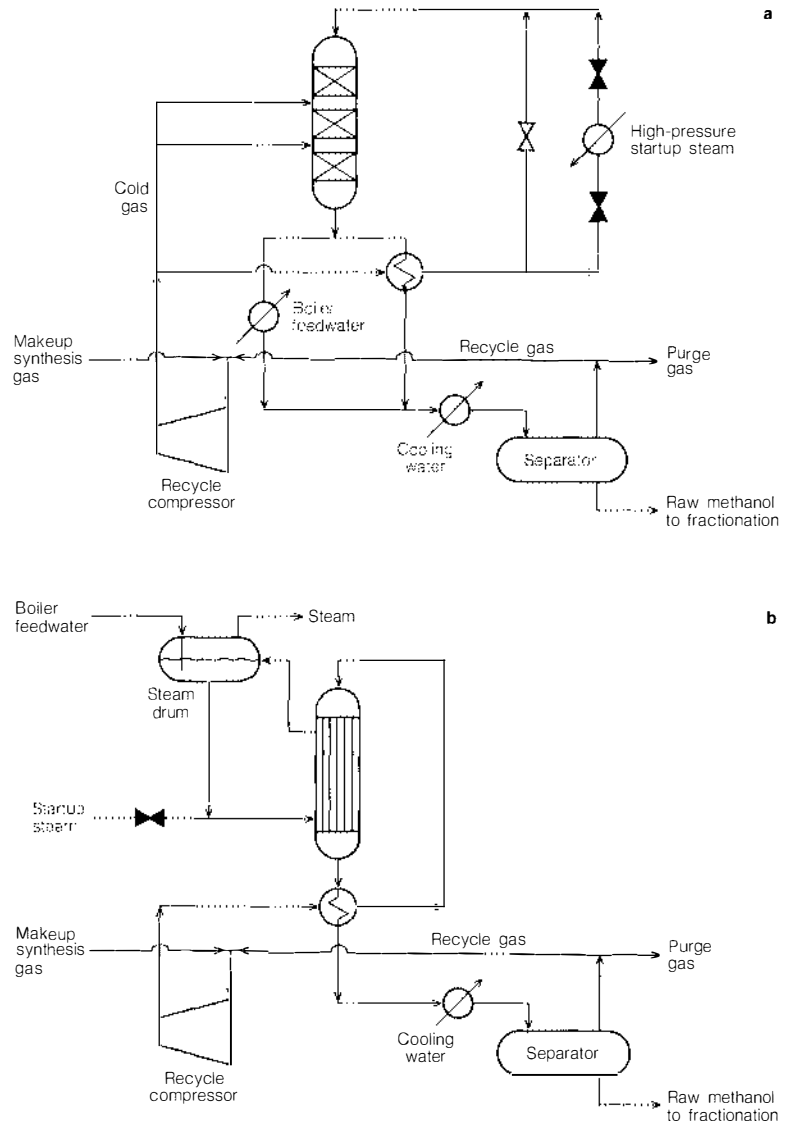 a
High-pressure
startup steam
Cold
gas
Boiler
feedwater
Makeup
synthesis
gas
Recycle gas
Purge
gas
Cooling
water
Separator
Recycle
compressor
Raw methanol
to fractionation
b
Boiler
feedwater
Steam
Steam
drum
Startup
steam
Makeup
synthesis
gas
Recycle gas
Purge
gas
Cooling
water
Separator
Recycle
compressor
Raw methanol
to fractionation